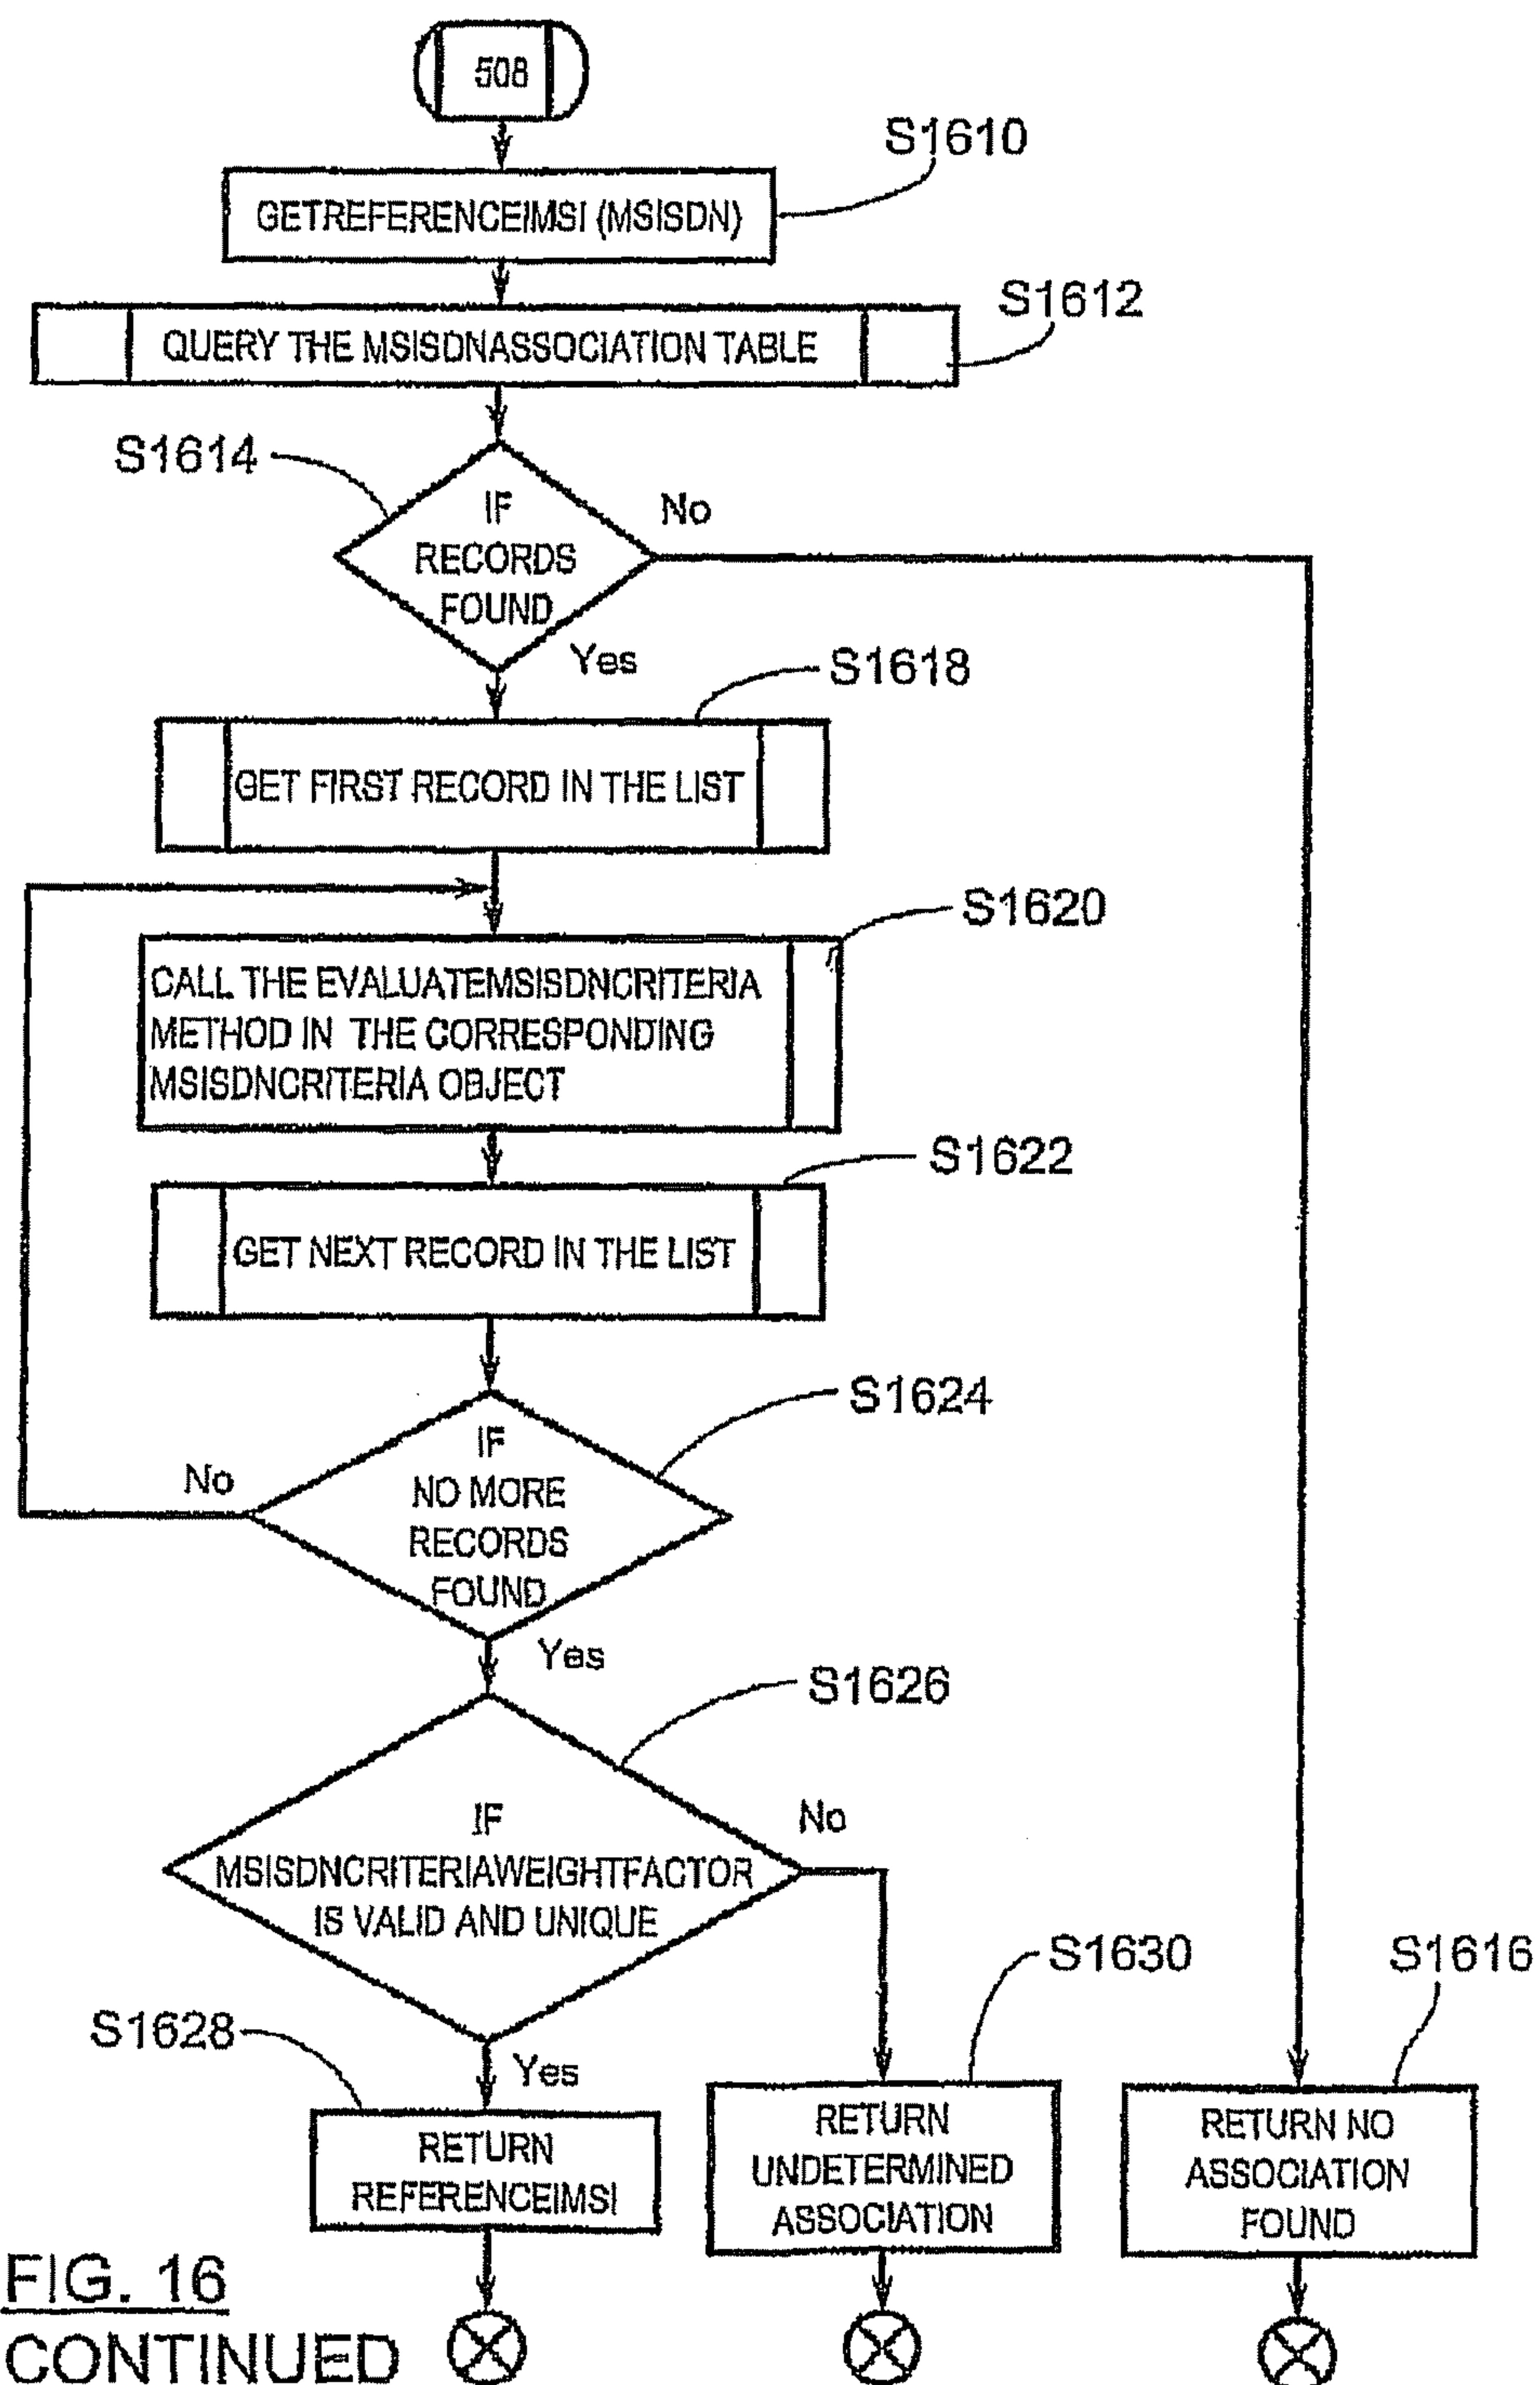 508
S1610
GETREFERENCEIMSI (MSISDN)
S1612
QUERY THE MSISDNASSOCIATION TABLE
S1614
IF
RECORDS
FOUND
No
Yes
S1618
GET FIRST RECORD IN THE LIST
S1620
CALL THE EVALUATEMSISDNCRITERIA
METHOD IN THE CORRESPONDING
MSISDNCRITERIA OBJECT
S1622
GET NEXT RECORD IN THE LIST
S1624
IF
NO MORE
RECORDS
FOUND
No
Yes
S1626
IF
MSISDNCRITERIAWEIGHTFACTOR
IS VALID AND UNIQUE
No
Yes
S1628
RETURN
REFERENCEIMSI
S1630
RETURN
UNDETERMINED
ASSOCIATION
S1616
RETURN NO
ASSOCIATION
FOUND
FIG. 16
CONTINUED